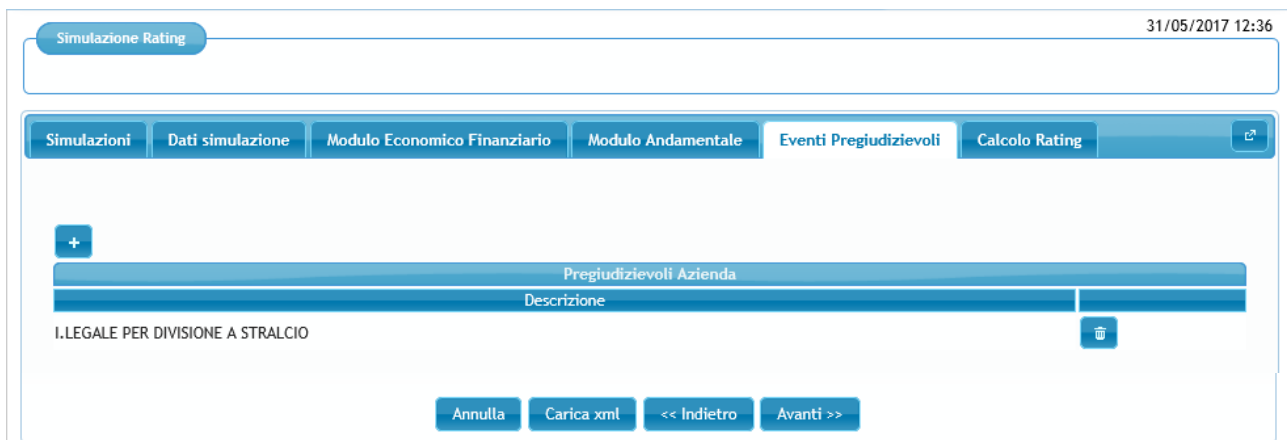 31/05/2017 12:36
Simulazione Rating
Simulazioni Dati simulazione Modulo Economico Finanziario Modulo Andamentale Eventi Pregiudizievoli Calcolo Rating
+
Pregiudizievoli Azienda
Descrizione
I.LEGALE PER DIVISIONE A STRALCIO
Annulla Carica xml << Indietro Avanti >>